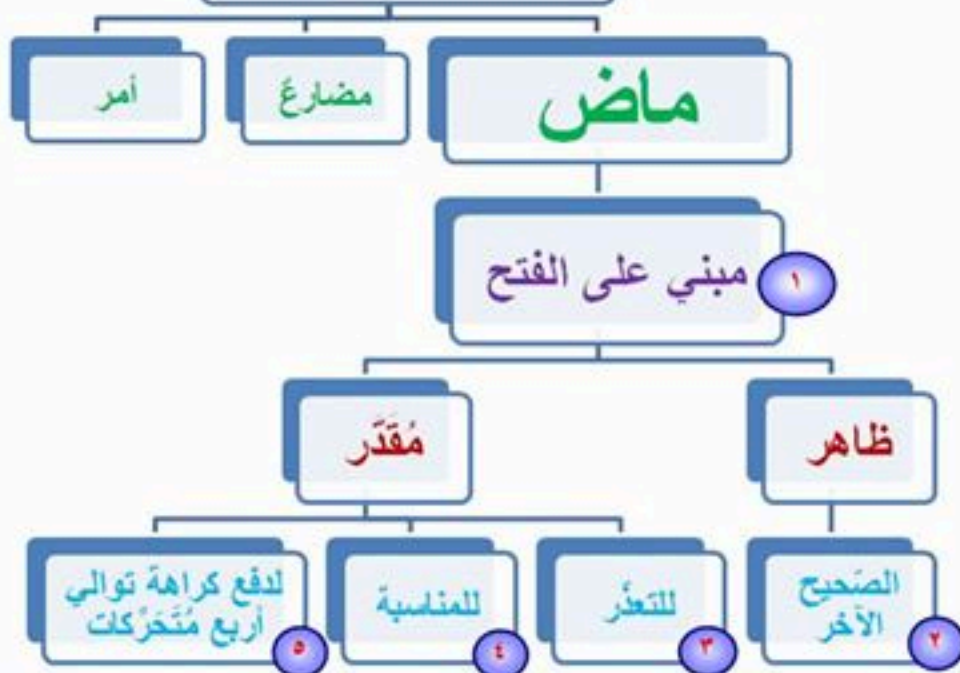 ماض
مضارعٌ
أمر
مبني على الفتح
١
ظاهر
مُقَدَّر
الصَحيح
الآخر
٢
للتعذُّر
٣
للمناسبة
٤
لدفع كراهة توالي
أربع مُتَحَرِّكات
٥